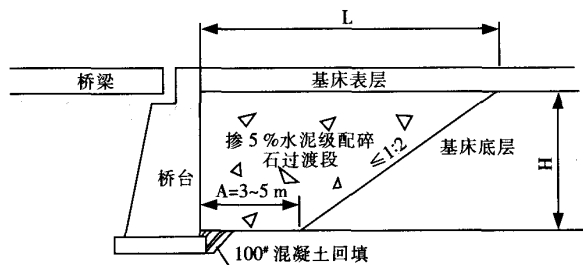 L
桥梁
基床表层
掺5%水泥级配碎
石过渡段
≤1:2
基床底层
H
桥台
A=3~5 m
100#混凝土回填